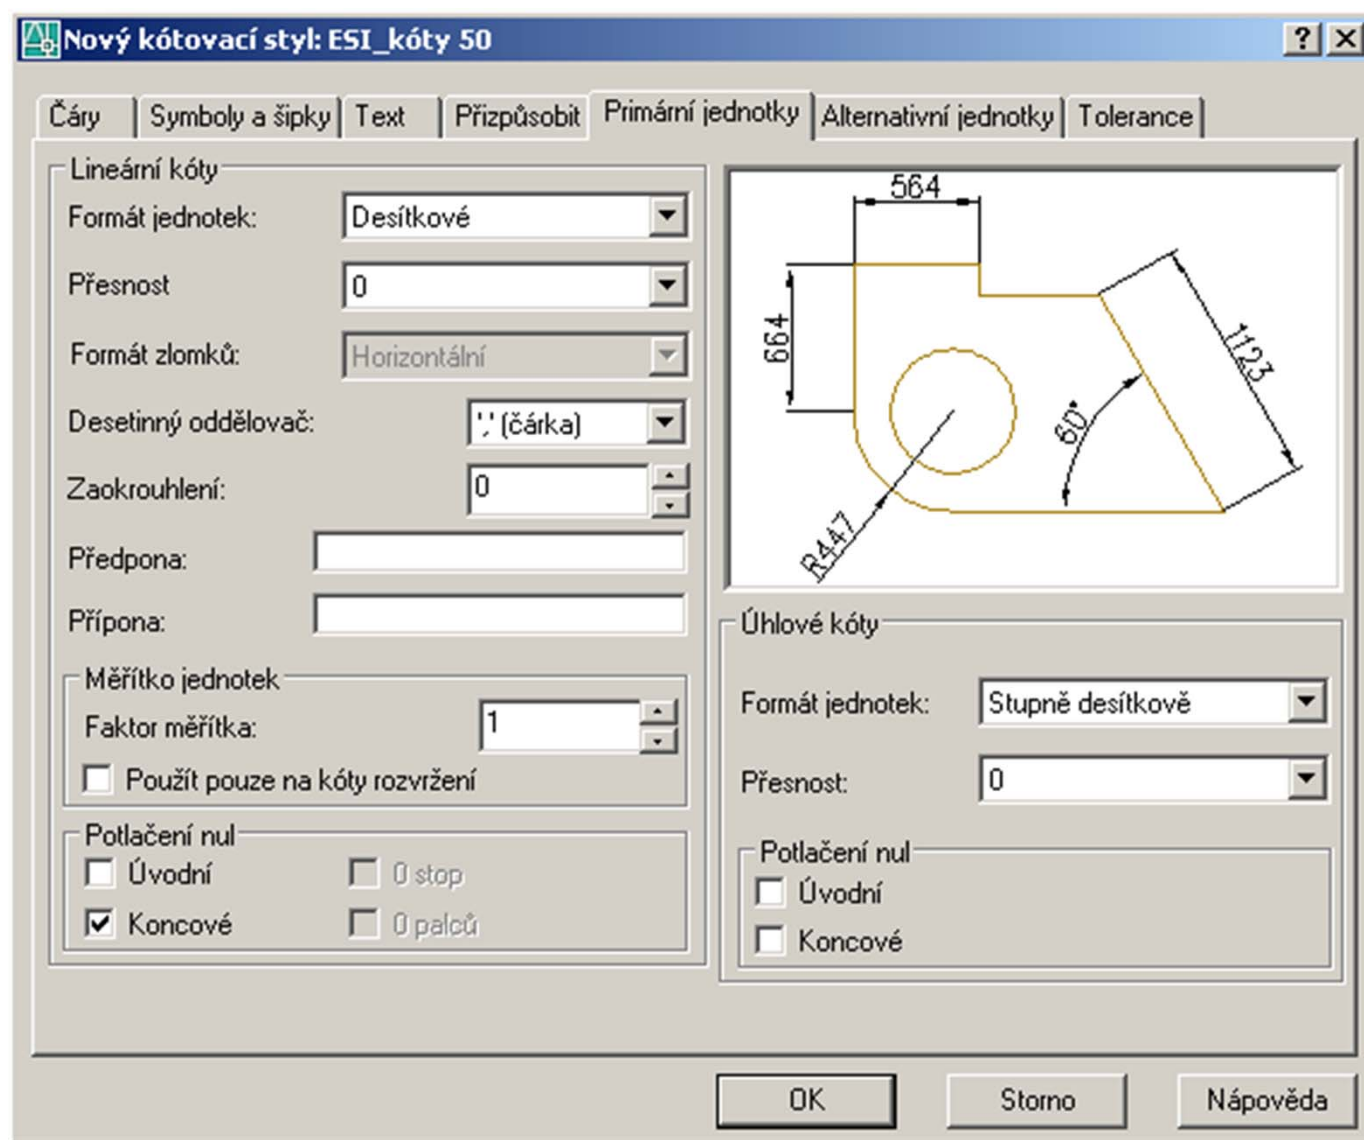 Nový kótovací styl: ESI_kóty 50
Čáry Symboly a šipky Text Přizpůsobit Primární jednotky Alternativní jednotky Tolerance
Lineární kóty
Formát jednotek: Desítkové
Přesnost 0
Formát zlomků: Horizontální
Desetinný oddělovač: ',' (čárka)
Zaokrouhlení: 0
Předpona:
Přípona:
Měřítko jednotek
Faktor měřítka: 1
Použít pouze na kóty rozvržení
Potlačení nul
Úvodní 0 stop
Koncové 0 palců
564
664
1123
60°
R447
Úhlové kóty
Formát jednotek: Stupně desítkově
Přesnost: 0
Potlačení nul
Úvodní
Koncové
OK Storno Nápověda